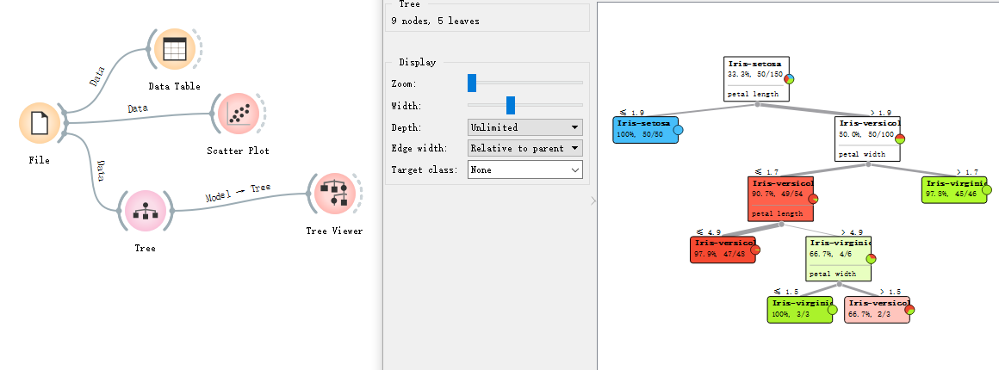 Data
Data Table
Data
Scatter Plot
File
Data
Model → Tree
Tree
Tree Viewer
Tree
9 nodes, 5 leaves
Display
Zoom:
Width:
Depth: Unlimited
Edge width: Relative to parent
Target class: None
Iris-setosa
33.3%, 50/150
petal length
≤ 1.9
> 1.9
Iris-setosa
100%, 50/50
Iris-versicol
50.0%, 50/100
petal width
≤ 1.7
> 1.7
Iris-versicol
90.7%, 49/54
petal length
Iris-virginic
97.8%, 45/46
≤ 4.9
> 4.9
Iris-versicol
97.9%, 47/48
Iris-virginic
66.7%, 4/6
petal width
≤ 1.5
> 1.5
Iris-virginic
100%, 3/3
Iris-versicol
66.7%, 2/3